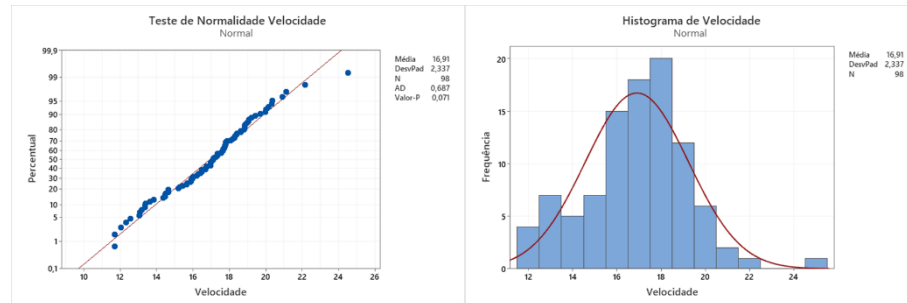 Teste de Normalidade Velocidade
Normal
99,9
99
95
90
80
70
60
50
40
30
20
10
5
1
0,1
Percentual
10 12 14 16 18 20 22 24 26
Velocidade
Média 16,91
DesvPad 2,337
N 98
AD 0,687
Valor-P 0,071
Histograma de Velocidade
Normal
20
15
10
5
0
Frequência
12 14 16 18 20 22 24
Velocidade
Média 16,91
DesvPad 2,337
N 98